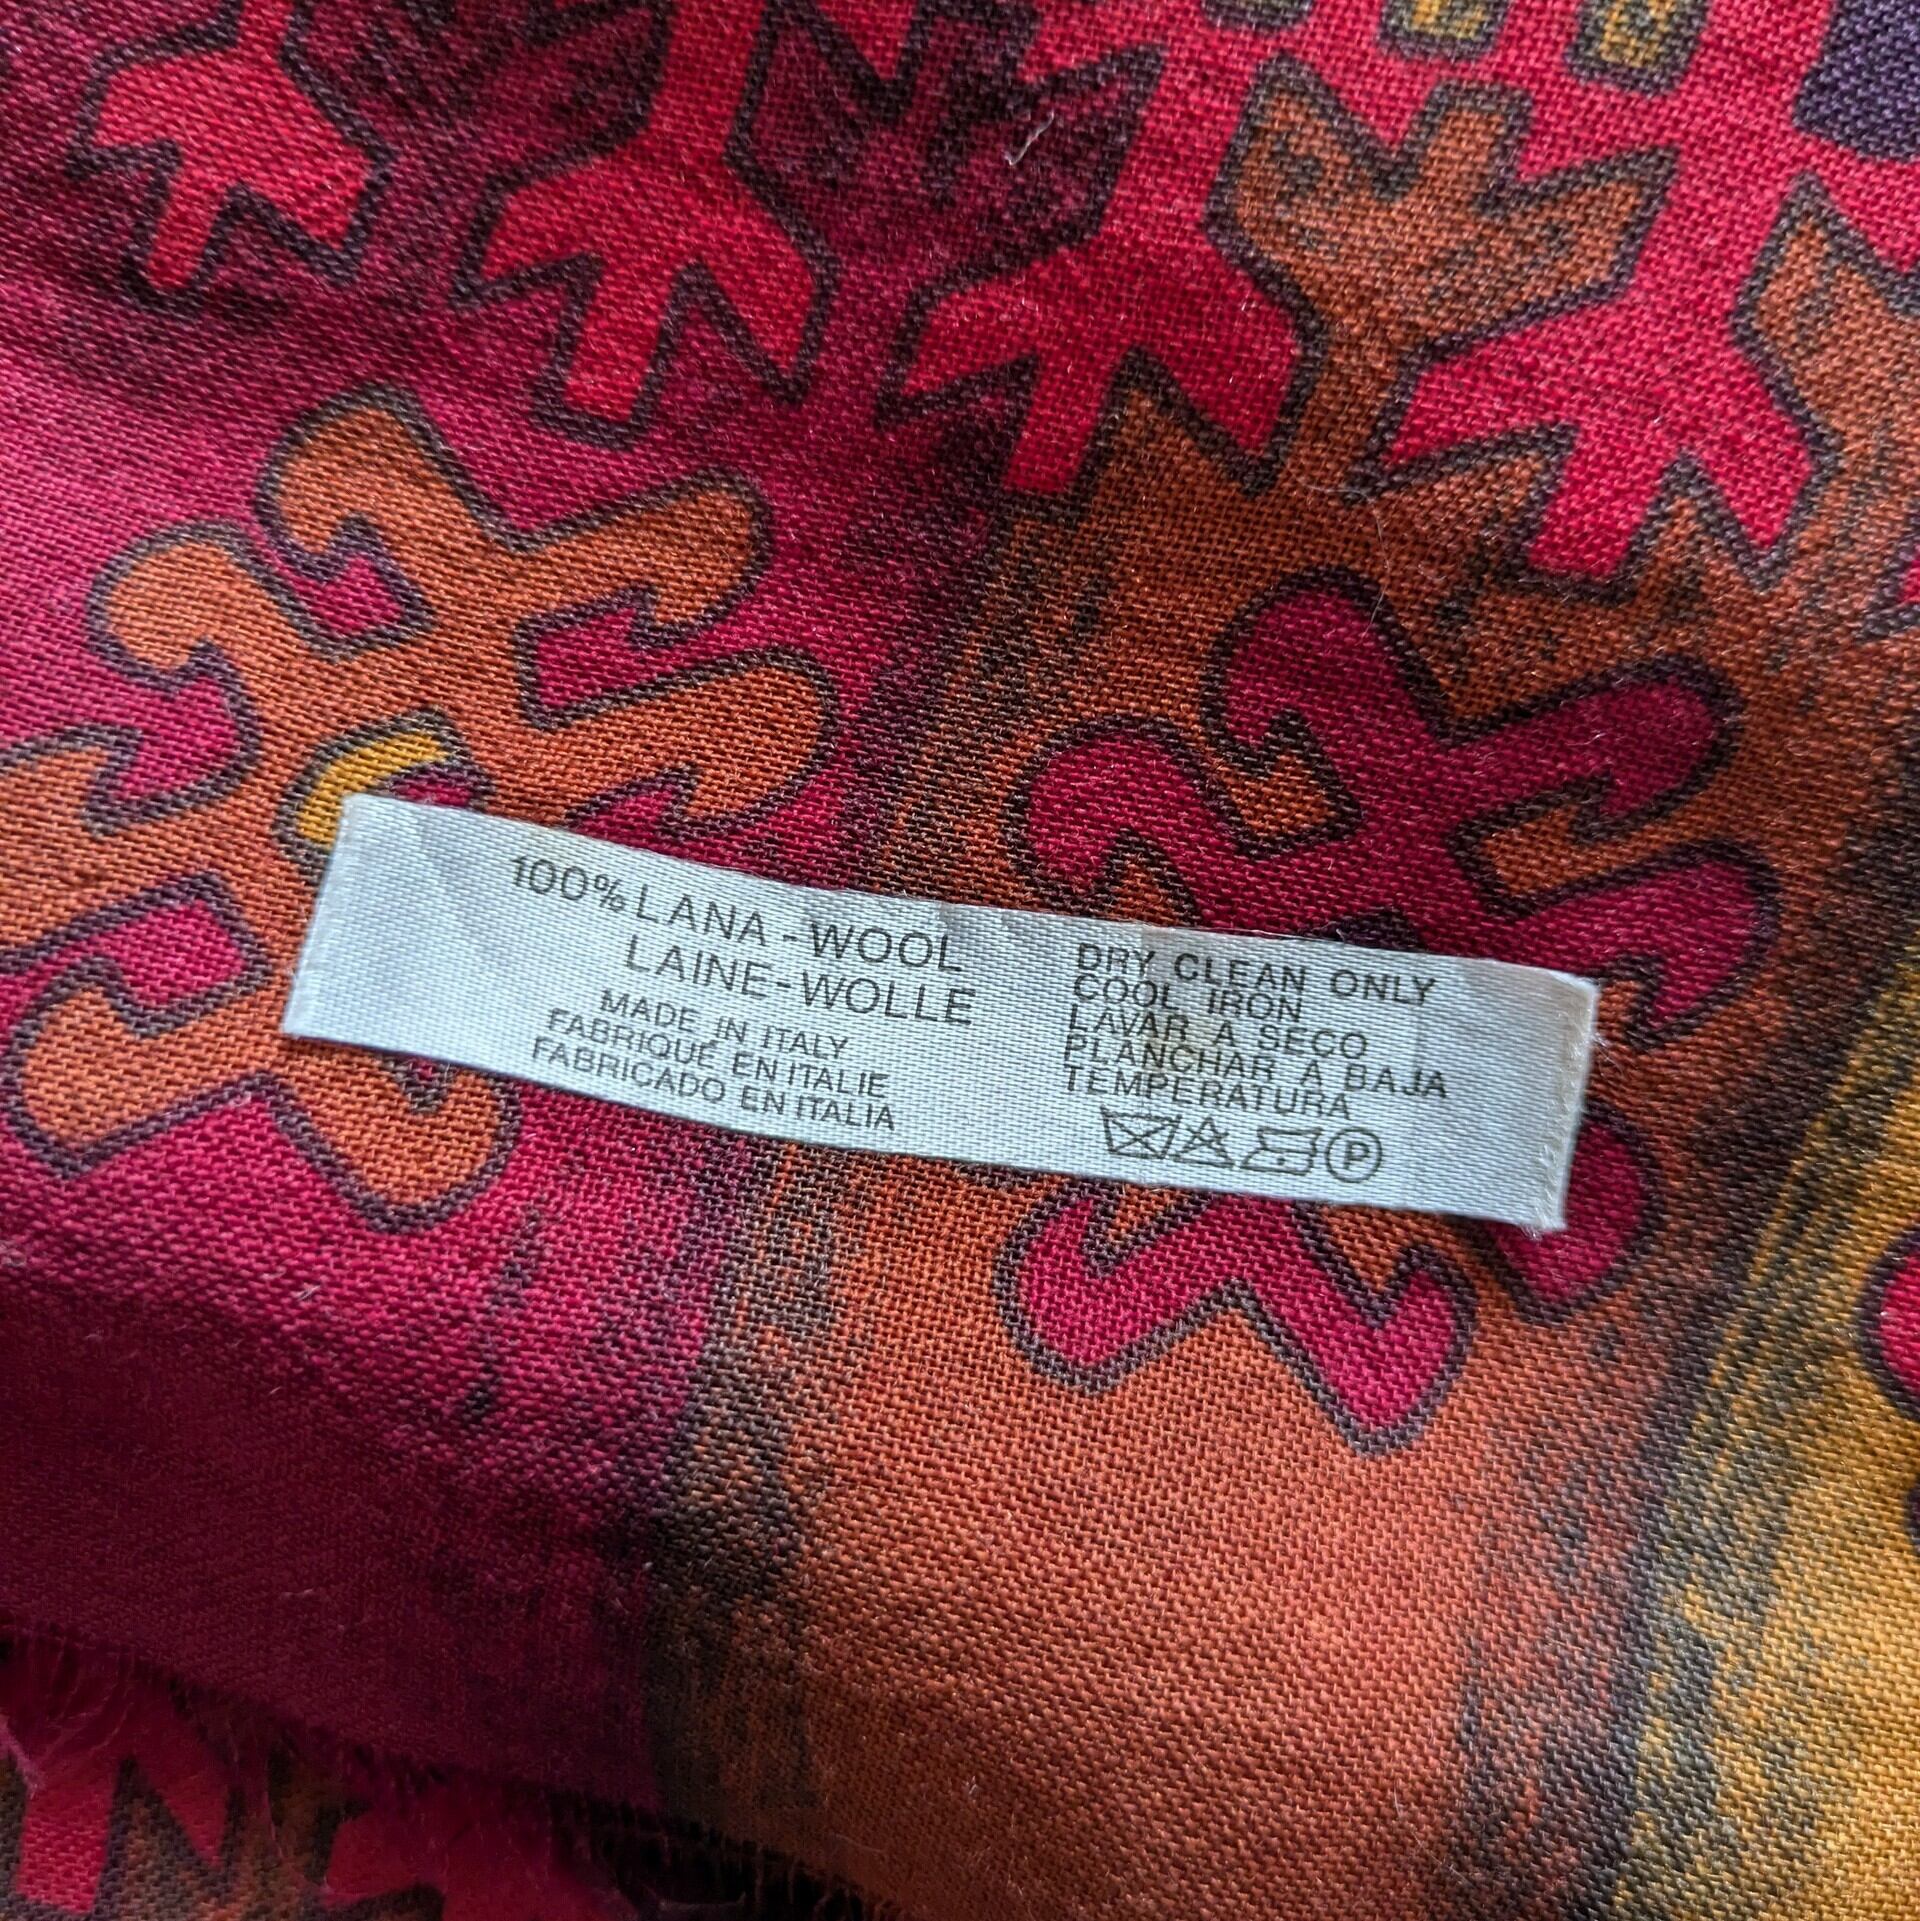 100% LANA - WOOL
LAINE - WOLLE
MADE IN ITALY
FABRIQUÉ EN ITALIE
FABRICADO EN ITALIA
DRY CLEAN ONLY
COOL IRON
LAVAR A SECO
PLANCHAR A BAJA
TEMPERATURA
P